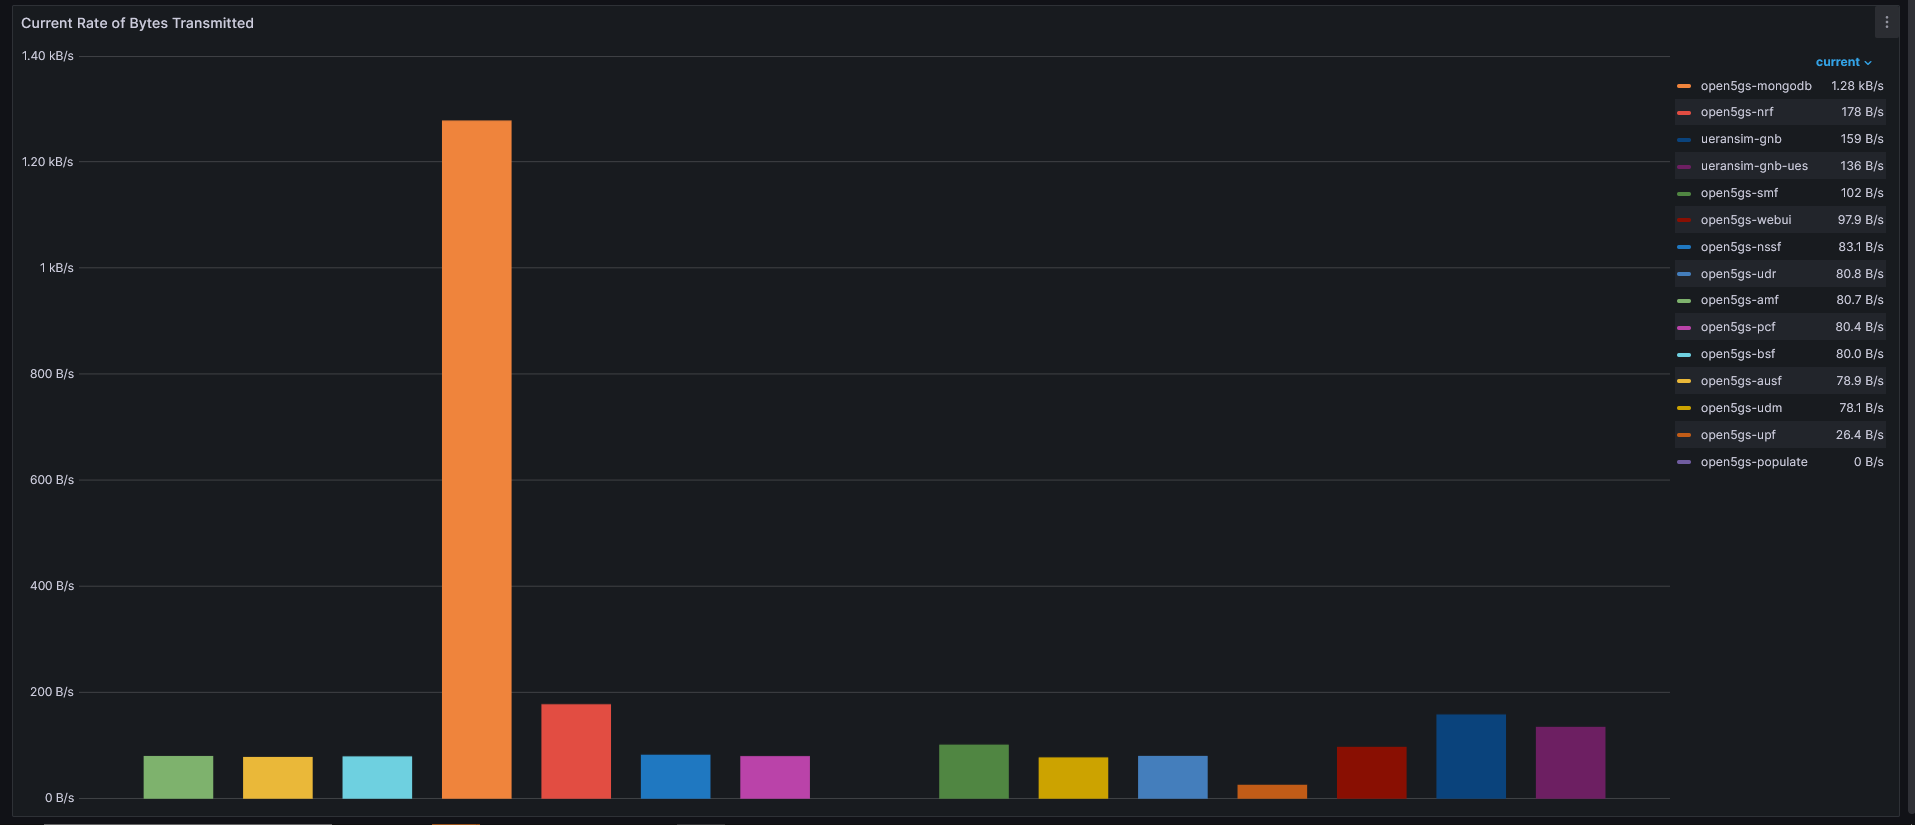 Current Rate of Bytes Transmitted
1.40 kB/s
1.20 kB/s
1 kB/s
800 B/s
600 B/s
400 B/s
200 B/s
0 B/s
current
open5gs-mongodb 1.28 kB/s
open5gs-nrf 178 B/s
ueransim-gnb 159 B/s
ueransim-gnb-ues 136 B/s
open5gs-smf 102 B/s
open5gs-webui 97.9 B/s
open5gs-nssf 83.1 B/s
open5gs-udr 80.8 B/s
open5gs-amf 80.7 B/s
open5gs-pcf 80.4 B/s
open5gs-bsf 80.0 B/s
open5gs-ausf 78.9 B/s
open5gs-udm 78.1 B/s
open5gs-upf 26.4 B/s
open5gs-populate 0 B/s